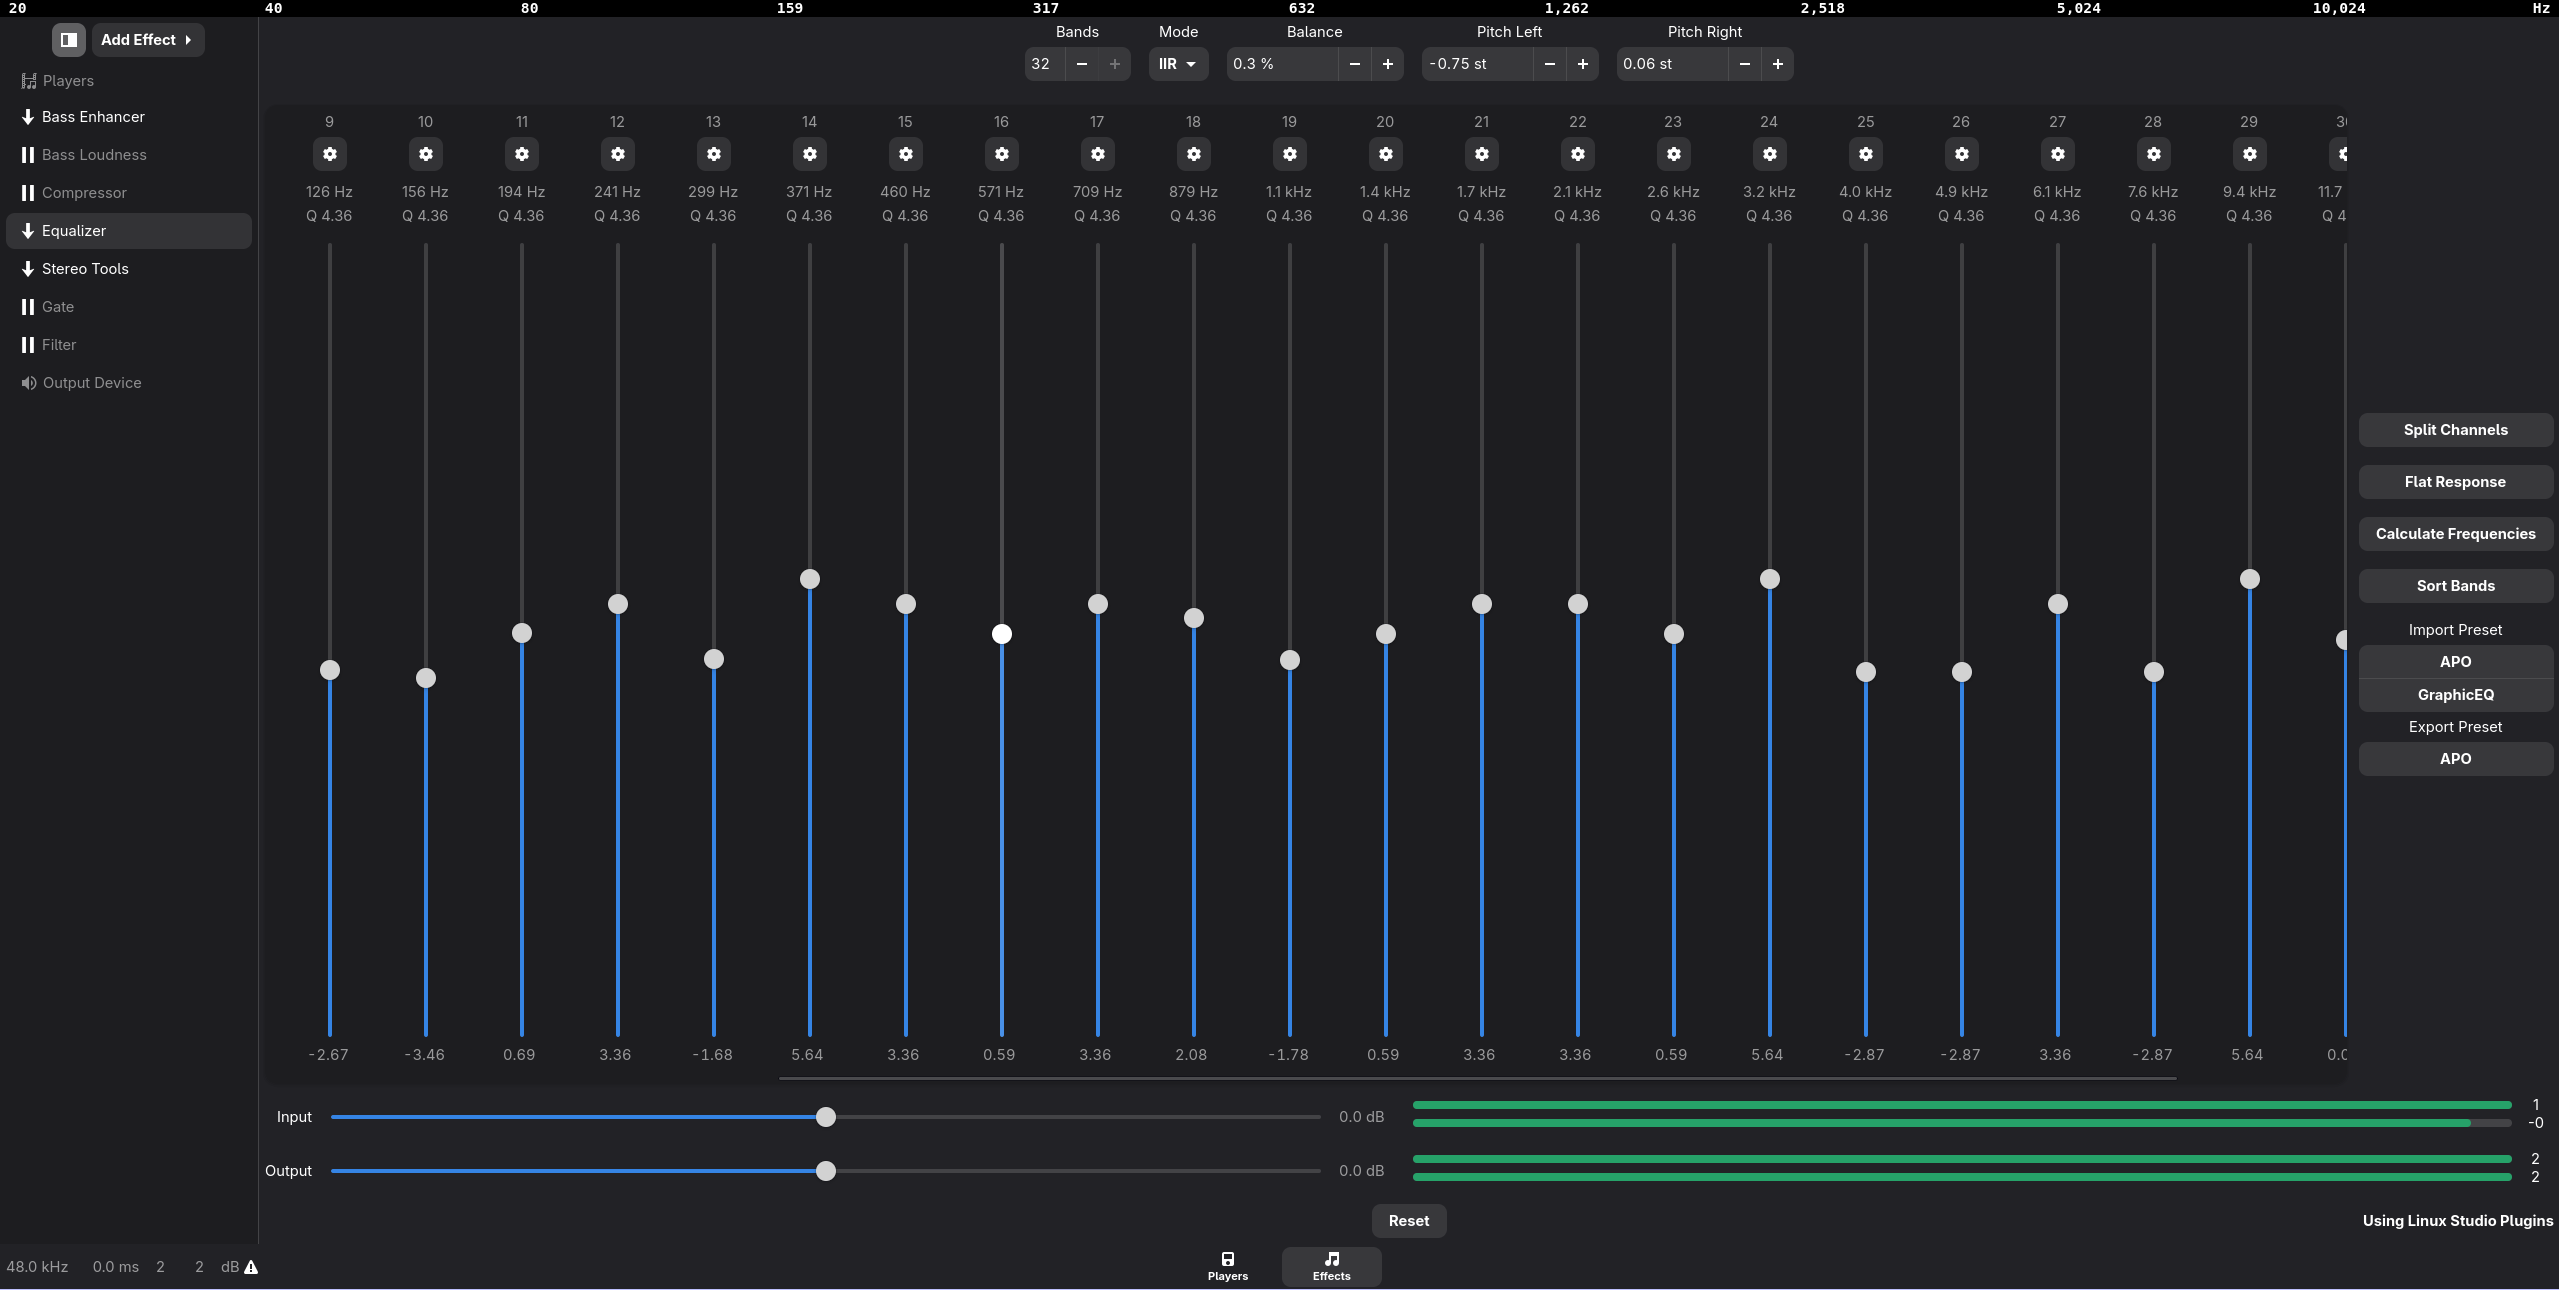 20 40 80 159 317 632 1,262 2,518 5,024 10,024 Hz
Add Effect
Players
Bass Enhancer
Bass Loudness
Compressor
Equalizer
Stereo Tools
Gate
Filter
Output Device
Bands Mode Balance Pitch Left Pitch Right
32 IIR 0.3 % -0.75 st 0.06 st
9 10 11 12 13 14 15 16 17 18 19 20 21 22 23 24 25 26 27 28 29
126 Hz 156 Hz 194 Hz 241 Hz 299 Hz 371 Hz 460 Hz 571 Hz 709 Hz 879 Hz 1.1 kHz 1.4 kHz 1.7 kHz 2.1 kHz 2.6 kHz 3.2 kHz 4.0 kHz 4.9 kHz 6.1 kHz 7.6 kHz 9.4 kHz 11.7
Q 4.36 Q 4.36 Q 4.36 Q 4.36 Q 4.36 Q 4.36 Q 4.36 Q 4.36 Q 4.36 Q 4.36 Q 4.36 Q 4.36 Q 4.36 Q 4.36 Q 4.36 Q 4.36 Q 4.36 Q 4.36 Q 4.36 Q 4.36 Q 4.36 Q 4
-2.67 -3.46 0.69 3.36 -1.68 5.64 3.36 0.59 3.36 2.08 -1.78 0.59 3.36 3.36 0.59 5.64 -2.87 -2.87 3.36 -2.87 5.64
Split Channels
Flat Response
Calculate Frequencies
Sort Bands
Import Preset
APO
GraphicEQ
Export Preset
APO
Input 0.0 dB 1
-0
Output 0.0 dB 2
2
Reset
Using Linux Studio Plugins
48.0 kHz 0.0 ms 2 2 dB
Players Effects